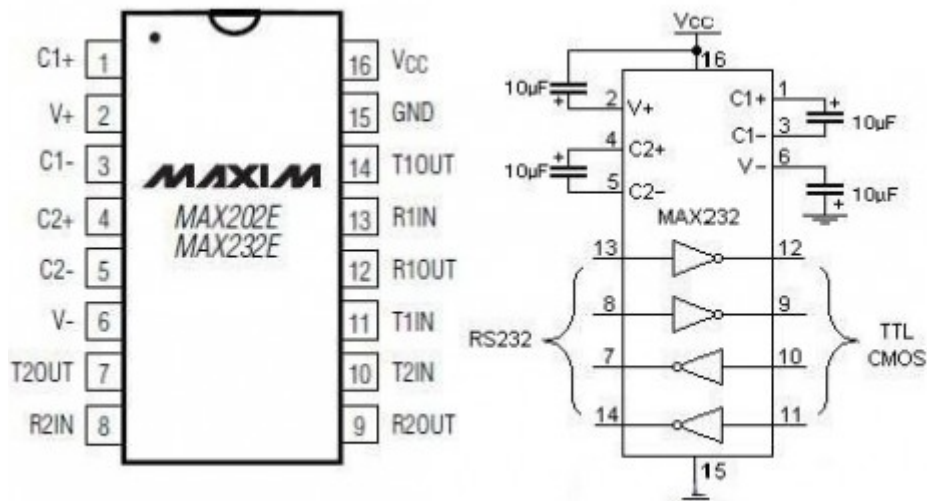 C1+ 1
V+ 2
C1- 3
C2+ 4
C2- 5
V- 6
T2OUT 7
R2IN 8
MAXIM
MAX202E
MAX232E
16 VCC
15 GND
14 T1OUT
13 R1IN
12 R1OUT
11 T1IN
10 T2IN
9 R2OUT
Vcc
16
10µF +
2 V+
4 C2+
10µF +
5 C2-
C1+ 1
C1- 3
+ 10µF
V- 6
+ 10µF
MAX232
13 12
8 9
7 10
14 11
RS232
TTL
CMOS
15